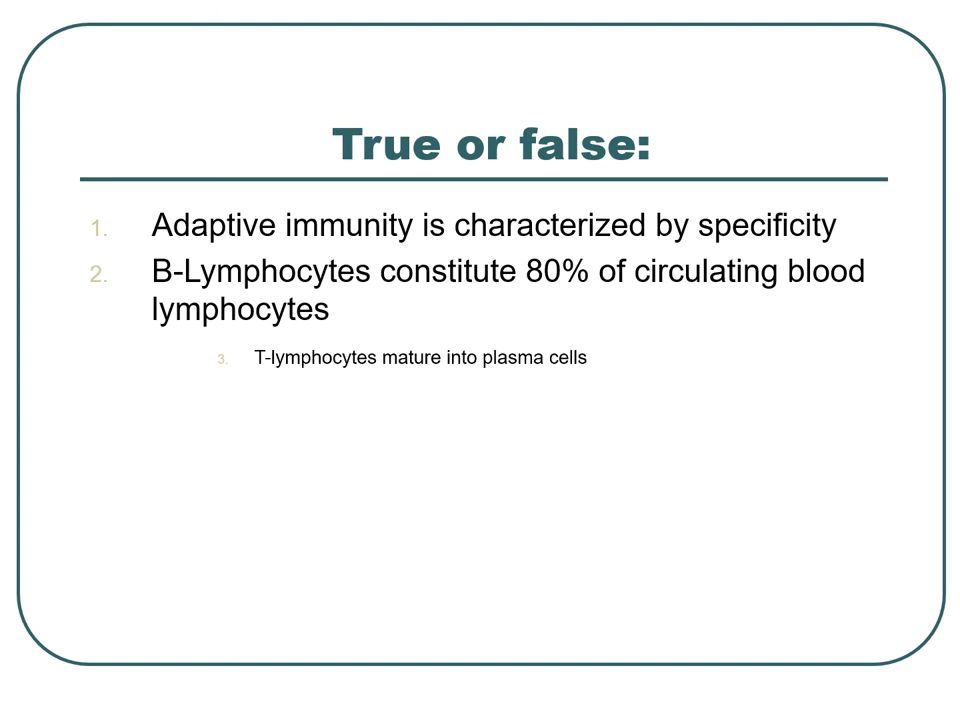 True or false:
1. Adaptive immunity is characterized by specificity
2. B-Lymphocytes constitute 80% of circulating blood
lymphocytes
3. T-lymphocytes mature into plasma cells